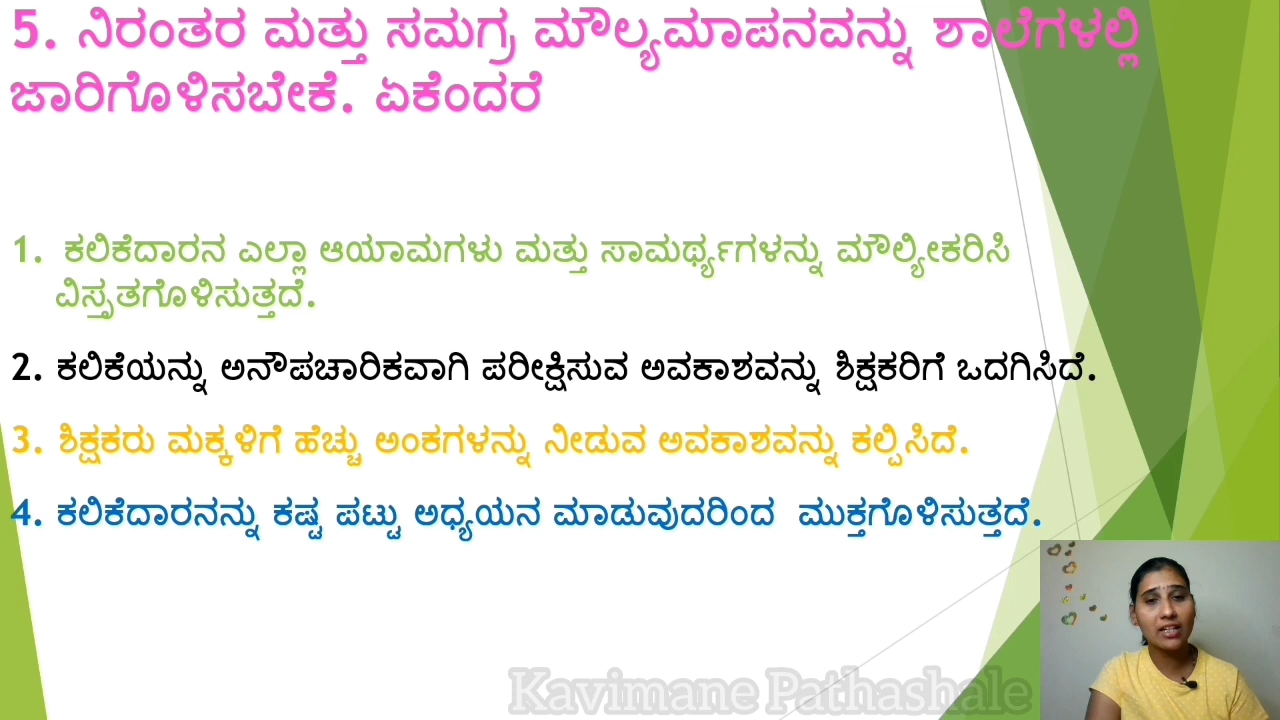 5. ನಿರಂತರ ಮತ್ತು ಸಮಗ್ರ ಮೌಲ್ಯಮಾಪನವನ್ನು ಶಾಲೆಗಳಲ್ಲಿ
ಜಾರಿಗೊಳಿಸಬೇಕೆ. ಏಕೆಂದರೆ
1. ಕಲಿಕೆದಾರನ ಎಲ್ಲಾ ಆಯಾಮಗಳು ಮತ್ತು ಸಾಮರ್ಥ್ಯಗಳನ್ನು ಮೌಲ್ಯೀಕರಿಸಿ
ವಿಸ್ತೃತಗೊಳಿಸುತ್ತದೆ.
2. ಕಲಿಕೆಯನ್ನು ಅನೌಪಚಾರಿಕವಾಗಿ ಪರೀಕ್ಷಿಸುವ ಅವಕಾಶವನ್ನು ಶಿಕ್ಷಕರಿಗೆ ಒದಗಿಸಿದೆ.
3. ಶಿಕ್ಷಕರು ಮಕ್ಕಳಿಗೆ ಹೆಚ್ಚು ಅಂಕಗಳನ್ನು ನೀಡುವ ಅವಕಾಶವನ್ನು ಕಲ್ಪಿಸಿದೆ.
4. ಕಲಿಕೆದಾರನನ್ನು ಕಷ್ಟ ಪಟ್ಟು ಅಧ್ಯಯನ ಮಾಡುವುದರಿಂದ ಮುಕ್ತಗೊಳಿಸುತ್ತದೆ.
Kavimane Pathashale